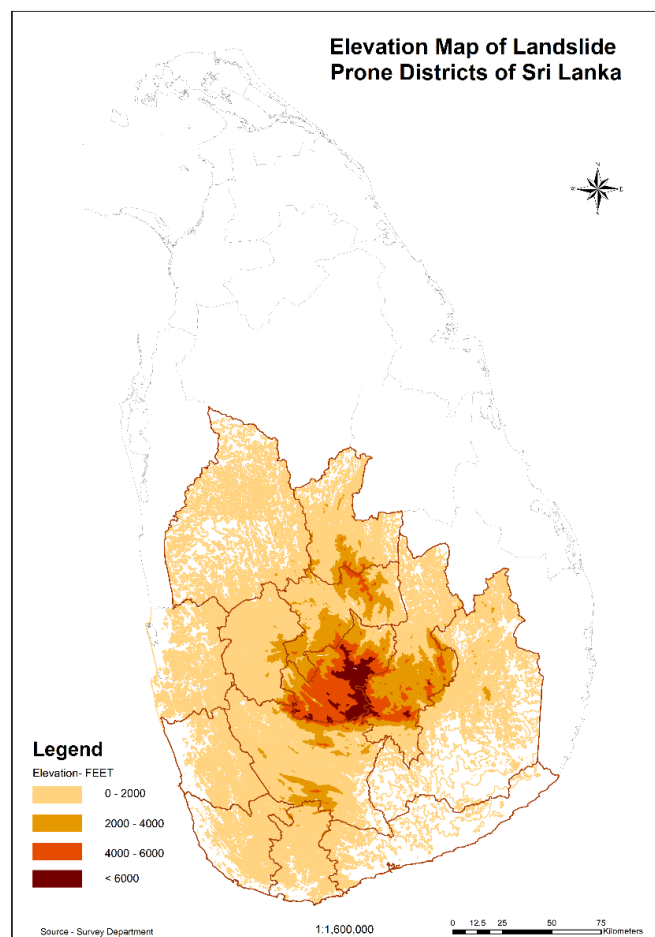 Elevation Map of Landslide
Prone Districts of Sri Lanka
N
W E
S
Legend
Elevation- FEET
0 - 2000
2000 - 4000
4000 - 6000
< 6000
Source - Survey Department
1:1,600,000
0 12.5 25 50 75
Kilometers